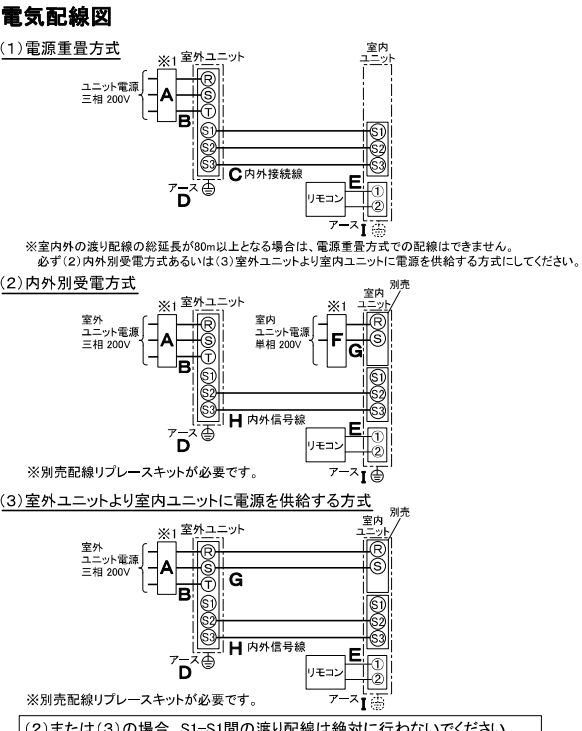 電気配線図
(1)電源重畳方式
※1 室外ユニット
室内
ユニット
ユニット電源
三相 200V
A
B
R
S
T
S1
S2
S3
S1
S2
S3
C 内外接続線
アース
D
E
リモコン
①
②
アース I
※室内外の渡り配線の総延長が80m以上となる場合は、電源重畳方式での配線はできません。
必ず(2)内外別受電方式あるいは(3)室外ユニットより室内ユニットに電源を供給する方式にしてください。
(2)内外別受電方式
※1 室外ユニット
※1
室内
ユニット
別売
室外
ユニット電源
三相 200V
A
B
R
S
T
S1
S2
S3
室内
ユニット電源
単相 200V
F
G
R
S
S1
S2
S3
H 内外信号線
アース
D
E
リモコン
①
②
アース I
※別売配線リプレースキットが必要です。
(3)室外ユニットより室内ユニットに電源を供給する方式
※1 室外ユニット
室内
ユニット
別売
室外
ユニット電源
三相 200V
A
B
R
S
T
S1
S2
S3
G
R
S
S1
S2
S3
H 内外信号線
アース
D
E
リモコン
①
②
アース I
※別売配線リプレースキットが必要です。
(2)または(3)の場合、S1-S1間の渡り配線は絶対に行わないでください